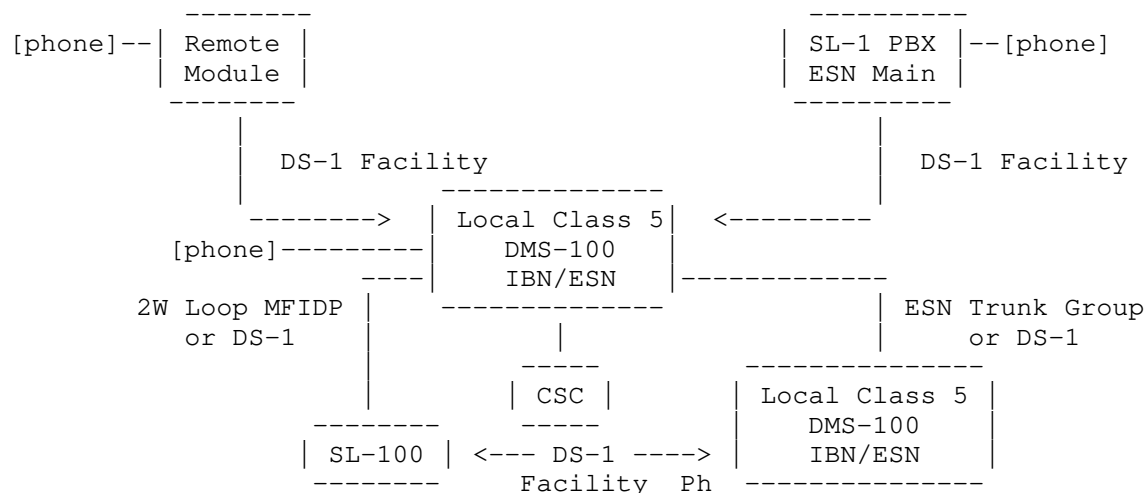 [phone]--| Remote | | SL-1 PBX |--[phone]
| Module | | ESN Main |
DS-1 Facility DS-1 Facility
--------> | Local Class 5| <---------
[phone]---------| DMS-100 |
----| IBN/ESN |-------------
2W Loop MFIDP | ESN Trunk Group
or DS-1 | or DS-1
| CSC | | Local Class 5 |
| DMS-100 |
| SL-100 | <--- DS-1 ----> | IBN/ESN |
Facility Ph